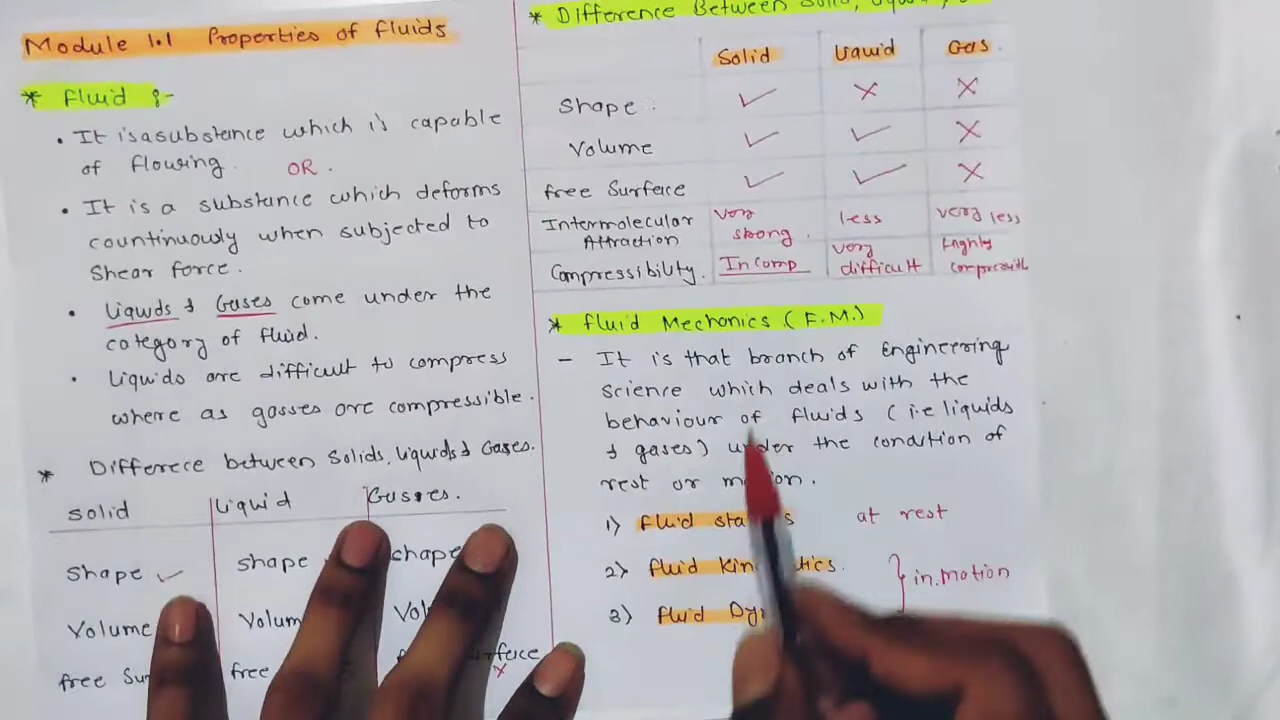 Module 1.1 Properties of fluids
* Fluid :-
• It is a substance which is capable
of flowing. OR.
• It is a substance which deforms
countinuously when subjected to
Shear force.
• Liquids & Gases come under the
category of fluid.
• Liquids are difficult to compress
where as gasses are compressible.
* Differece between Solids, Liquids & Gases.
Solid Liquid Gasses.
Shape ✓ Shape Shape
Volume
free
free
✗
* Difference Between Solid,
Solid Liquid Gas.
Shape : ✓ ✗ ✗
Volume ✓ ✓ ✗
free Surface ✓ ✓ ✗
Intermolecular Attraction Very strong. less very less
Compressibility. Incomp very difficult Highly
* Fluid Mechanics (F.M.)
- It is that branch of Engineering
science which deals with the
behaviour of fluids (i.e liquids
& gases) under the condition of
rest or motion.
1) fluid at rest
2) fluid
3) fluid
} in.motion